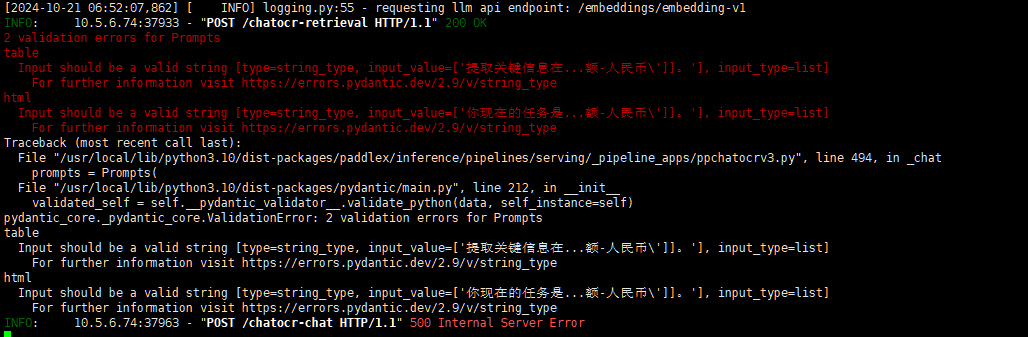 [2024-10-21 06:52:07,862] [    INFO] logging.py:55 - requesting llm api endpoint: /embeddings/embedding-v1
INFO:     10.5.6.74:37933 - "POST /chatocr-retrieval HTTP/1.1" 200 OK
2 validation errors for Prompts
table
  Input should be a valid string [type=string_type, input_value=['提取关键信息在...额-人民币\']]。'], input_type=list]
    For further information visit https://errors.pydantic.dev/2.9/v/string_type
html
  Input should be a valid string [type=string_type, input_value=['你现在的任务是...额-人民币\']]。'], input_type=list]
    For further information visit https://errors.pydantic.dev/2.9/v/string_type
Traceback (most recent call last):
  File "/usr/local/lib/python3.10/dist-packages/paddlex/inference/pipelines/serving/_pipeline_apps/ppchatocrv3.py", line 494, in _chat
    prompts = Prompts(
  File "/usr/local/lib/python3.10/dist-packages/pydantic/main.py", line 212, in __init__
    validated_self = self.__pydantic_validator__.validate_python(data, self_instance=self)
pydantic_core._pydantic_core.ValidationError: 2 validation errors for Prompts
table
  Input should be a valid string [type=string_type, input_value=['提取关键信息在...额-人民币\']]。'], input_type=list]
    For further information visit https://errors.pydantic.dev/2.9/v/string_type
html
  Input should be a valid string [type=string_type, input_value=['你现在的任务是...额-人民币\']]。'], input_type=list]
    For further information visit https://errors.pydantic.dev/2.9/v/string_type
INFO:     10.5.6.74:37963 - "POST /chatocr-chat HTTP/1.1" 500 Internal Server Error